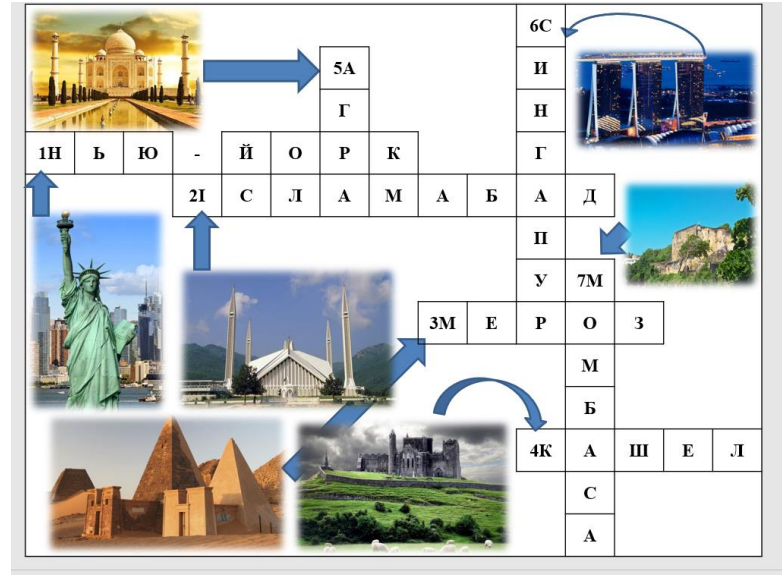 6С
5А И
Г Н
1Н Ь Ю - Й О Р К Г
2І С Л А М А Б А Д
П
У 7М
3М Е Р О З
М
Б
4К А Ш Е Л
С
А